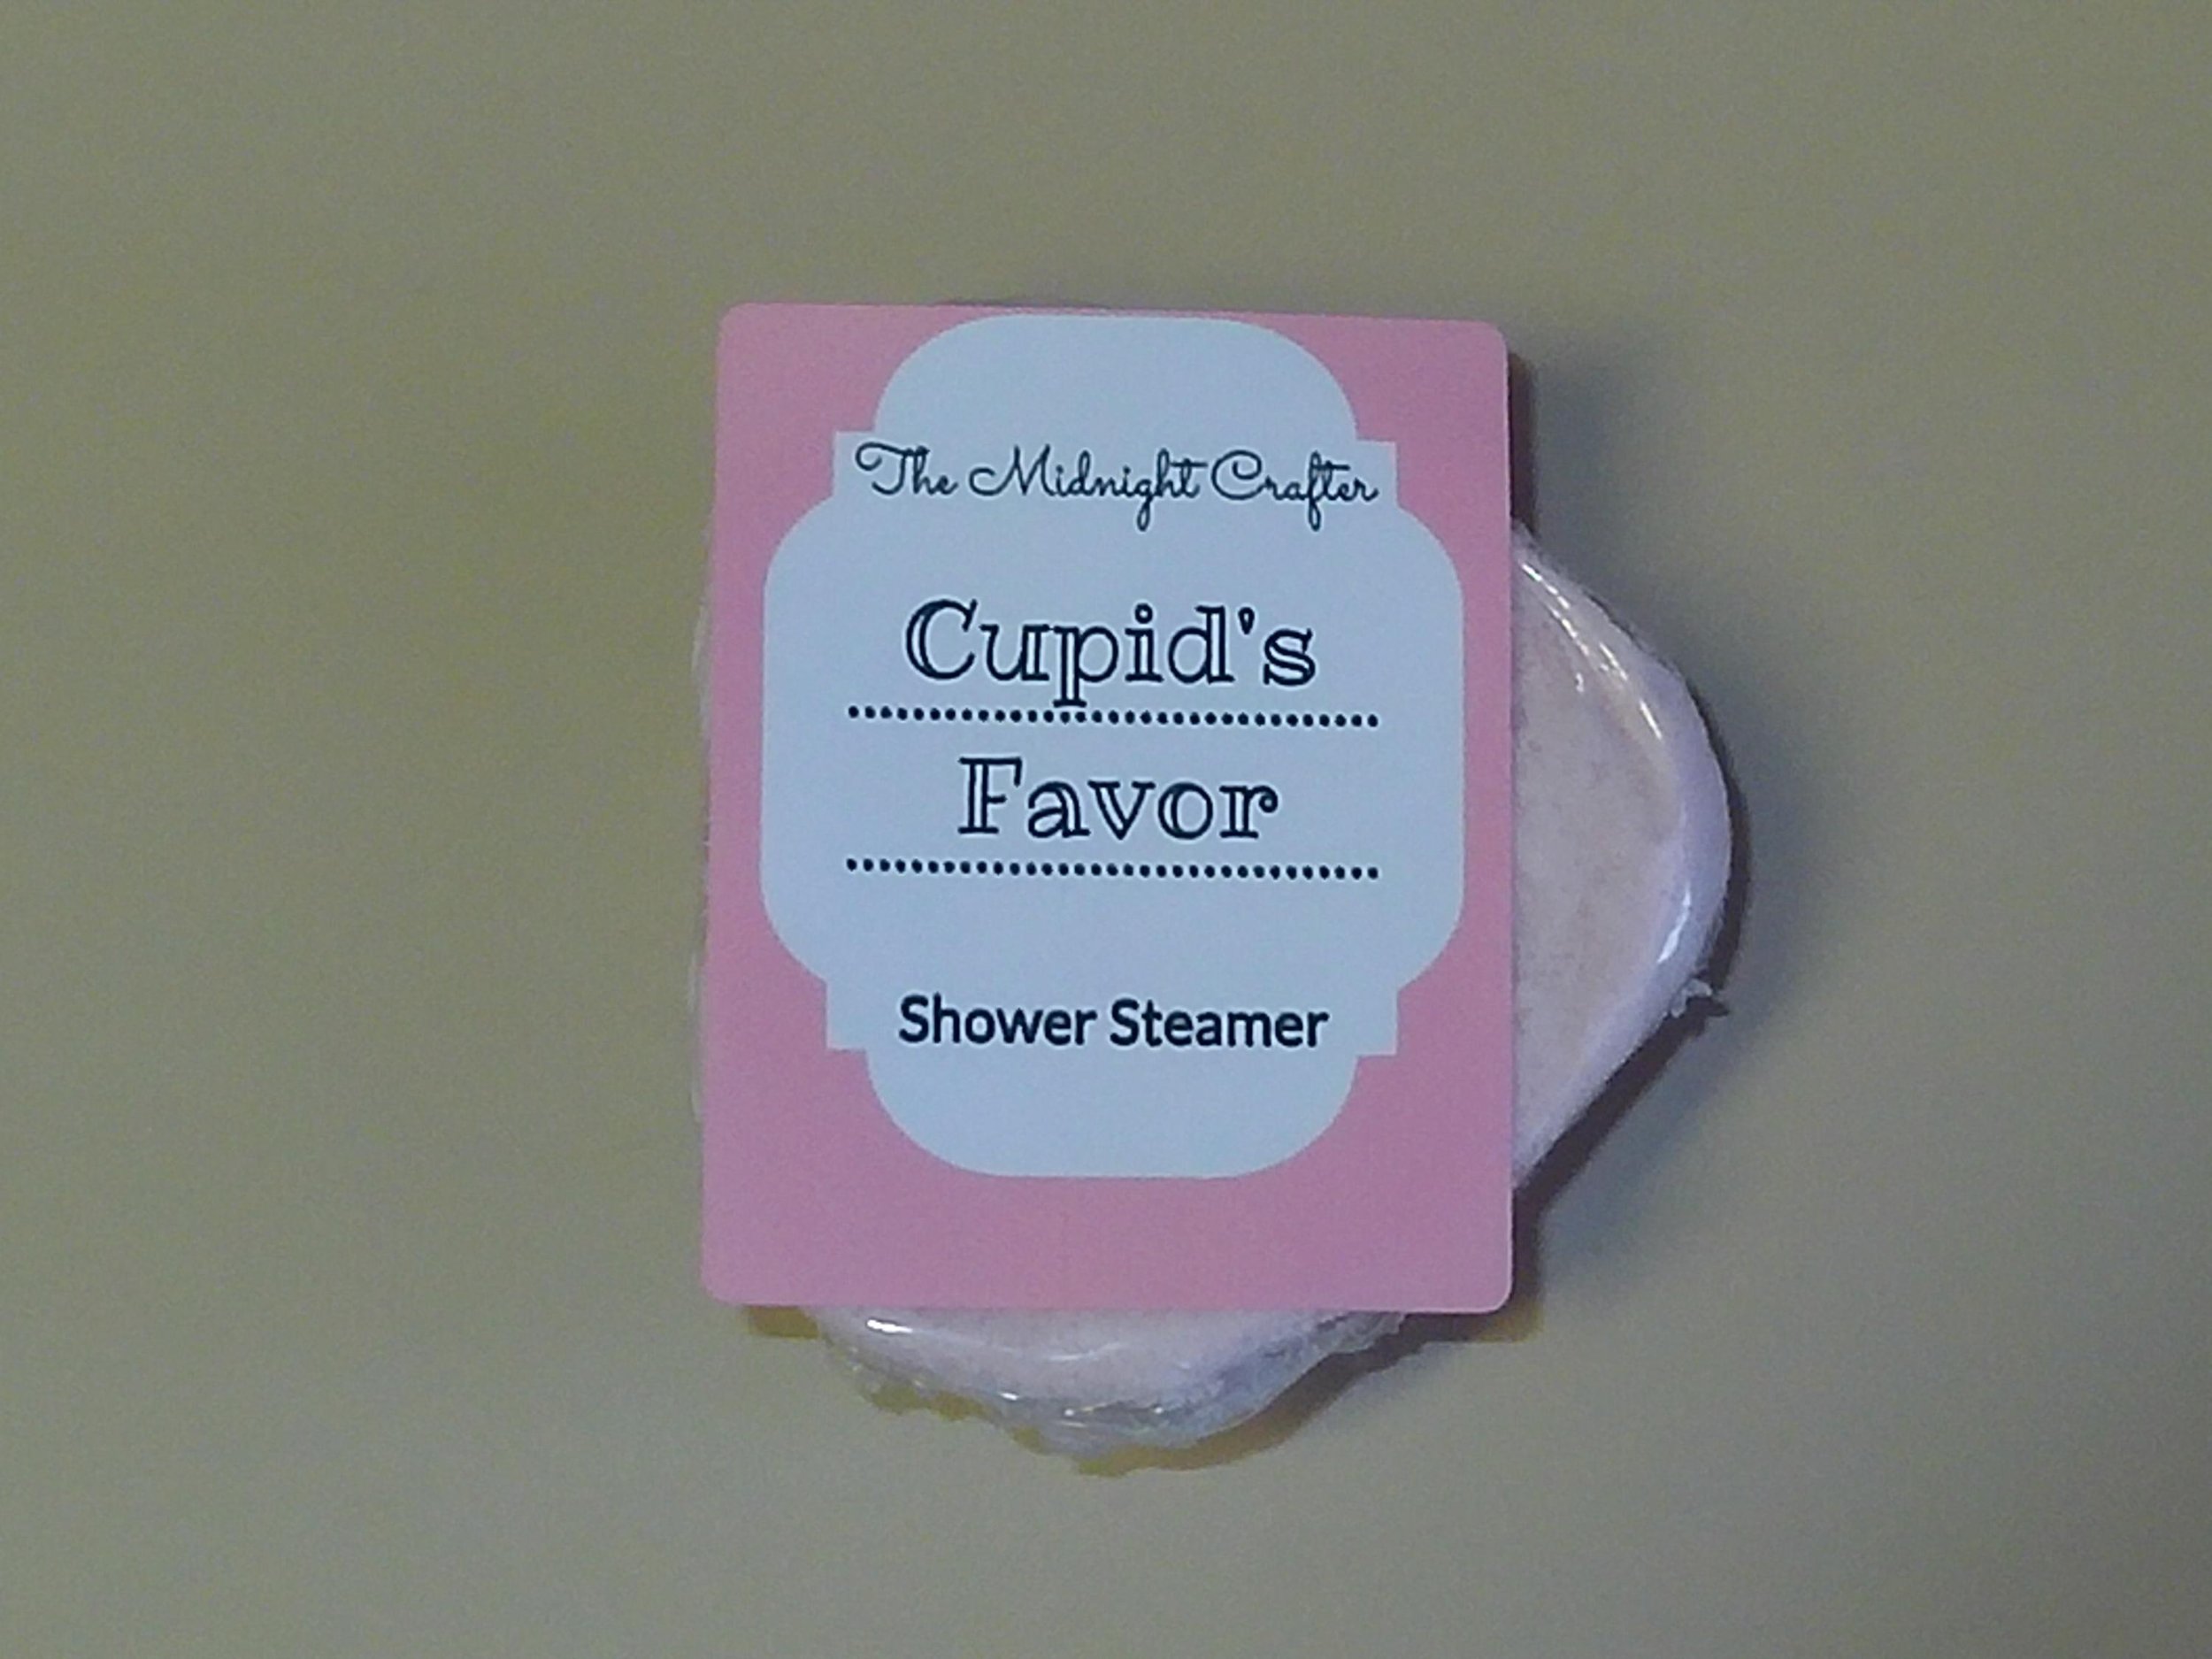 The Midnight Crafter
Cupid's
Favor
Shower Steamer